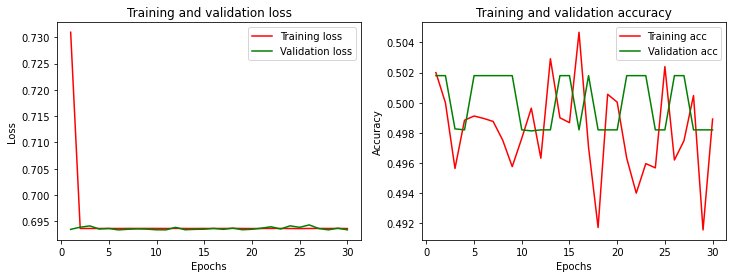 Training and validation loss
0.730
0.725
0.720
0.715
0.710
0.705
0.700
0.695
Loss
0
5
10
15
20
25
30
Epochs
Training loss
Validation loss
Training and validation accuracy
0.504
0.502
0.500
0.498
0.496
0.494
0.492
Accuracy
0
5
10
15
20
25
30
Epochs
Training acc
Validation acc